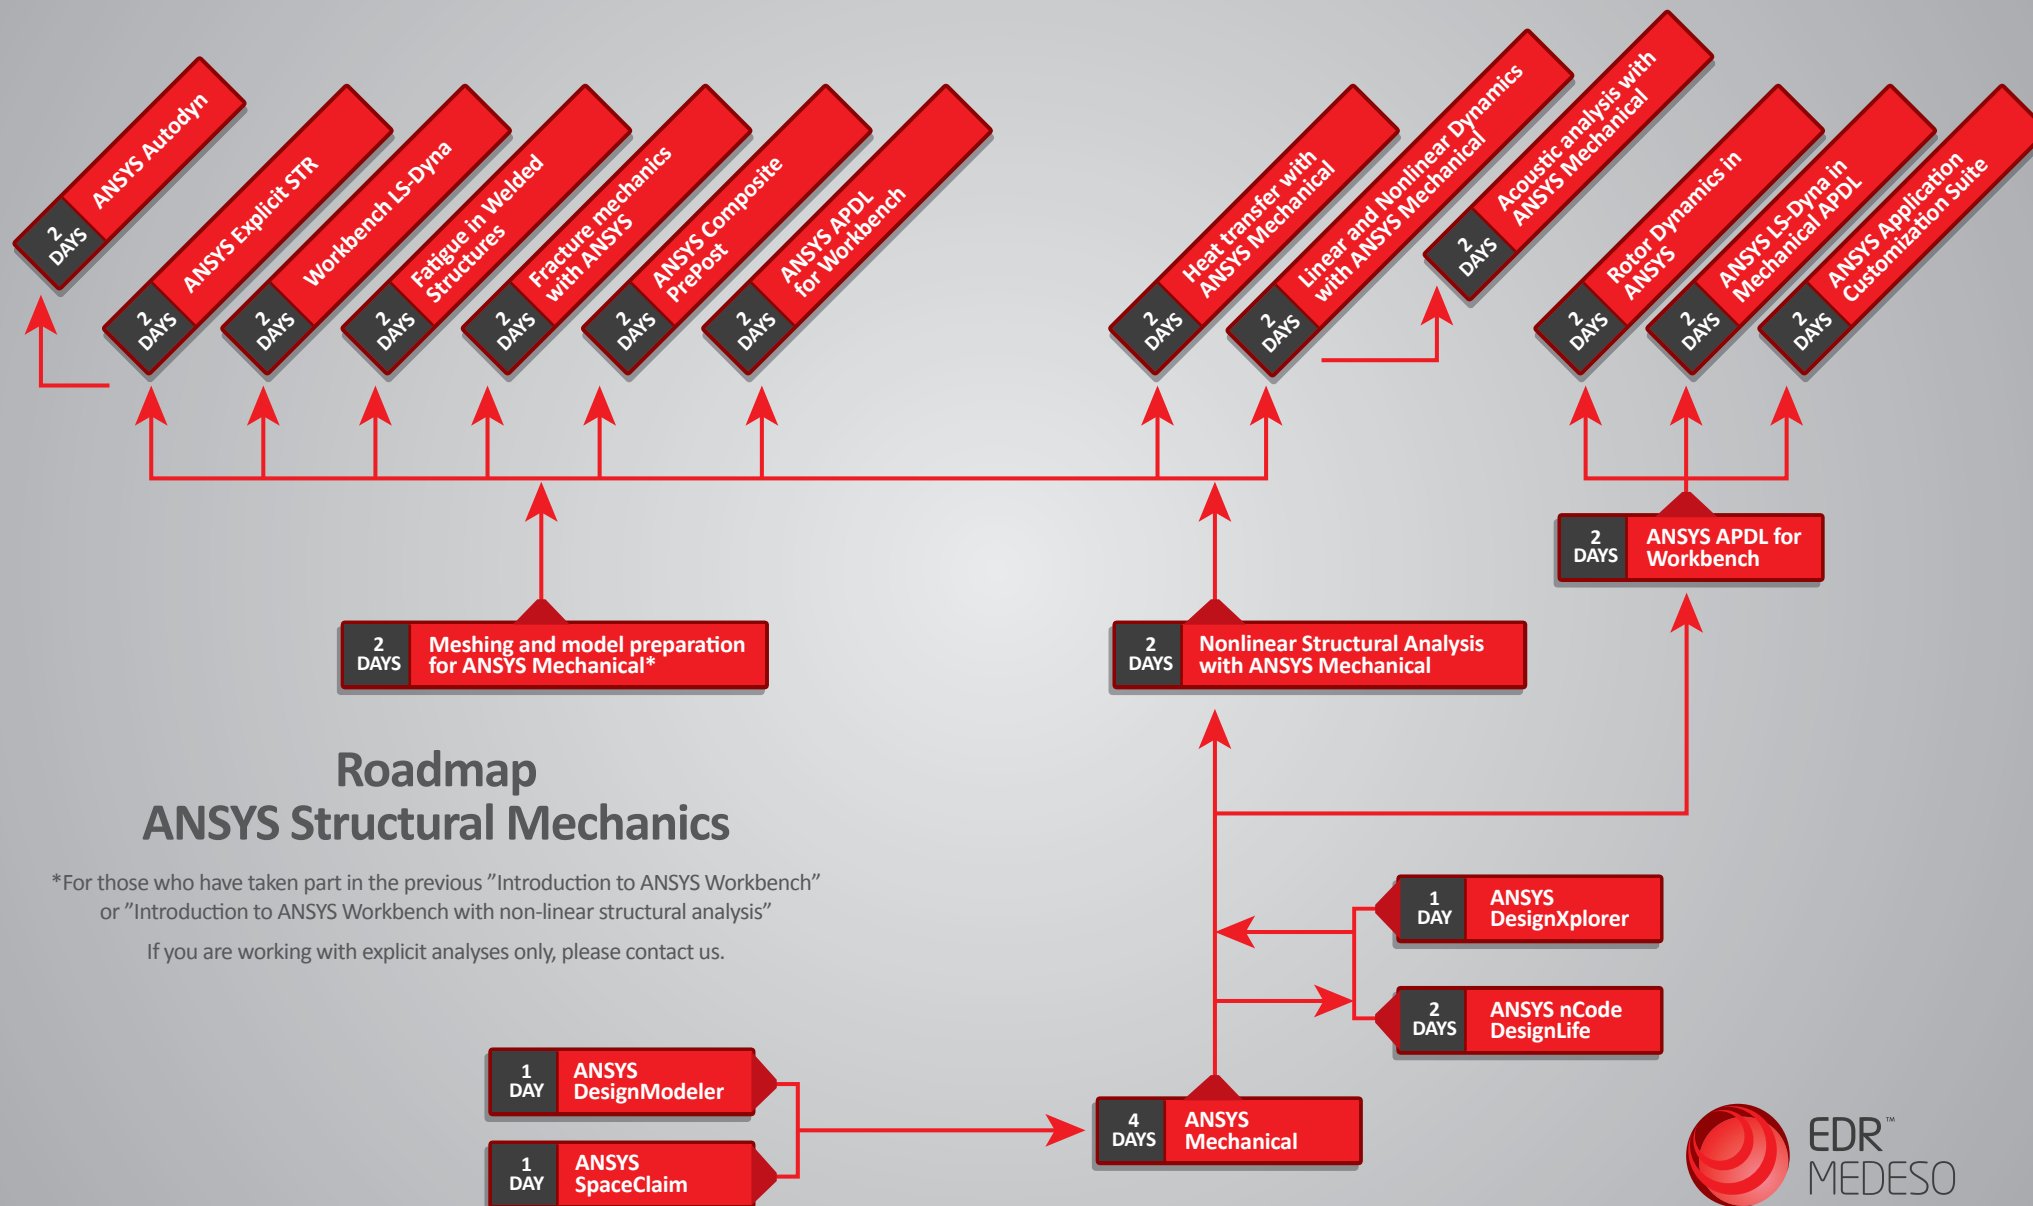 2
DAYS
ANSYS Autodyn
2
DAYS
ANSYS Explicit STR
2
DAYS
Workbench LS-Dyna
2
DAYS
Fatigue in Welded
Structures
2
DAYS
Fracture mechanics
with ANSYS
2
DAYS
ANSYS Composite
PrePost
2
DAYS
ANSYS APDL
for Workbench
2
DAYS
Heat transfer with
ANSYS Mechanical
2
DAYS
Linear and Nonlinear Dynamics
with ANSYS Mechanical
2
DAYS
Acoustic analysis with
ANSYS Mechanical
2
DAYS
Rotor Dynamics in
ANSYS
2
DAYS
ANSYS LS-Dyna in
Mechanical APDL
2
DAYS
ANSYS Application
Customization Suite
2
DAYS
ANSYS APDL for
Workbench
2
DAYS
Meshing and model preparation
for ANSYS Mechanical*
2
DAYS
Nonlinear Structural Analysis
with ANSYS Mechanical
Roadmap
ANSYS Structural Mechanics
*For those who have taken part in the previous ”Introduction to ANSYS Workbench”
or ”Introduction to ANSYS Workbench with non-linear structural analysis”
If you are working with explicit analyses only, please contact us.
1
DAY
ANSYS
DesignXplorer
2
DAYS
ANSYS nCode
DesignLife
1
DAY
ANSYS
DesignModeler
1
DAY
ANSYS
SpaceClaim
4
DAYS
ANSYS
Mechanical
EDR™
MEDESO